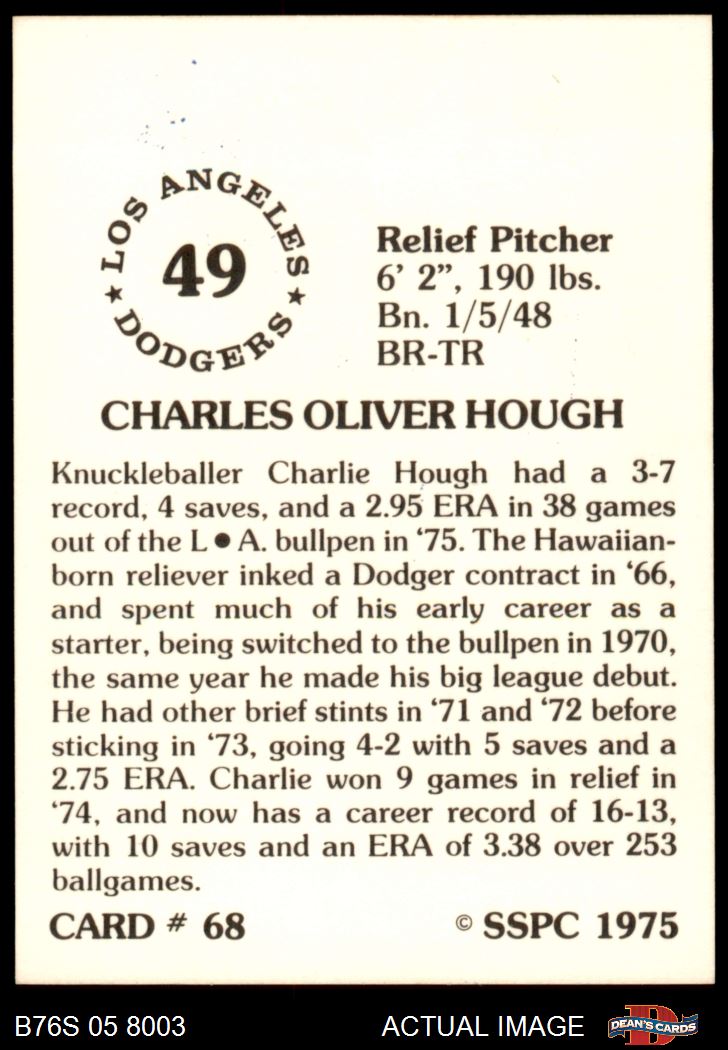 LOS ANGELES
49
DODGERS
Relief Pitcher
6’ 2”, 190 lbs.
Bn. 1/5/48
BR-TR
CHARLES OLIVER HOUGH
Knuckleballer Charlie Hough had a 3-7
record, 4 saves, and a 2.95 ERA in 38 games
out of the L●A. bullpen in ‘75. The Hawaiian-
born reliever inked a Dodger contract in ‘66,
and spent much of his early career as a
starter, being switched to the bullpen in 1970,
the same year he made his big league debut.
He had other brief stints in ‘71 and ‘72 before
sticking in ‘73, going 4-2 with 5 saves and a
2.75 ERA. Charlie won 9 games in relief in
‘74, and now has a career record of 16-13,
with 10 saves and an ERA of 3.38 over 253
ballgames.
CARD # 68 © SSPC 1975
B76S 05 8003 ACTUAL IMAGE D DEAN'S CARDS